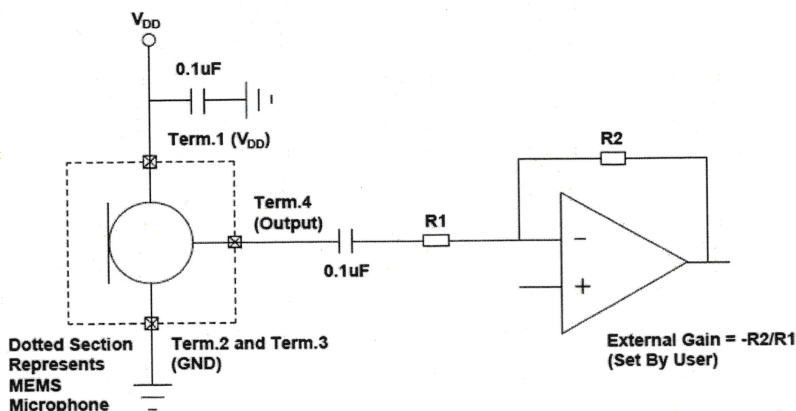 VDD
0.1uF
Term.1 (VDD)
R2
Term.4
(Output)
R1
0.1uF
−
+
Term.2 and Term.3
(GND)
Dotted Section
Represents
MEMS
Microphone
External Gain = -R2/R1
(Set By User)